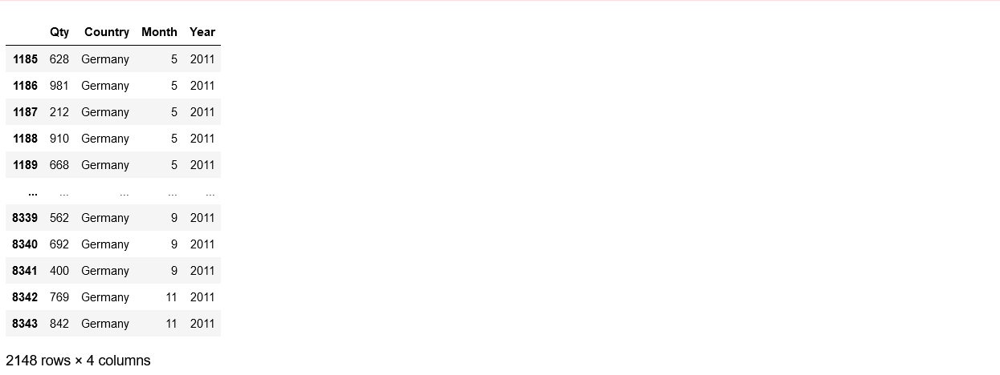 Qty Country Month Year
1185 628 Germany 5 2011
1186 981 Germany 5 2011
1187 212 Germany 5 2011
1188 910 Germany 5 2011
1189 668 Germany 5 2011
... ... ... ... ...
8339 562 Germany 9 2011
8340 692 Germany 9 2011
8341 400 Germany 9 2011
8342 769 Germany 11 2011
8343 842 Germany 11 2011
2148 rows × 4 columns